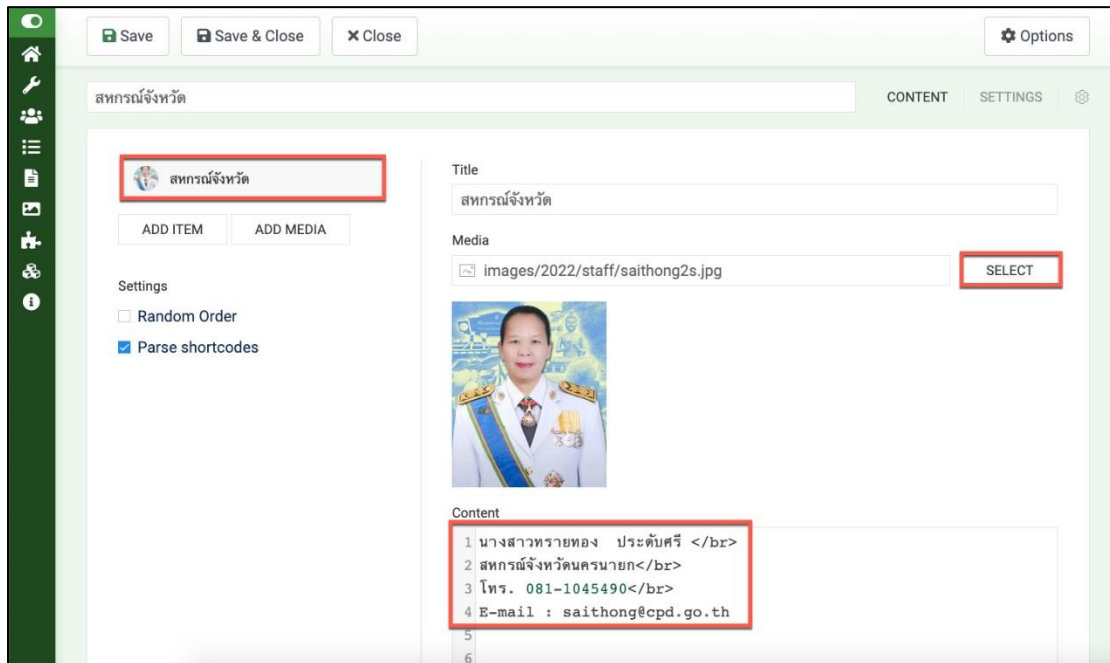 Save
Save & Close
Close
Options
สหกรณ์จังหวัด
CONTENT
SETTINGS
สหกรณ์จังหวัด
ADD ITEM
ADD MEDIA
Settings
Random Order
Parse shortcodes
Title
สหกรณ์จังหวัด
Media
images/2022/staff/saithong2s.jpg
SELECT
Content
1 นางสาวทรายทอง ประดับศรี </br>
2 สหกรณ์จังหวัดนครนายก</br>
3 โทร. 081-1045490</br>
4 E-mail : saithong@cpd.go.th
5
6